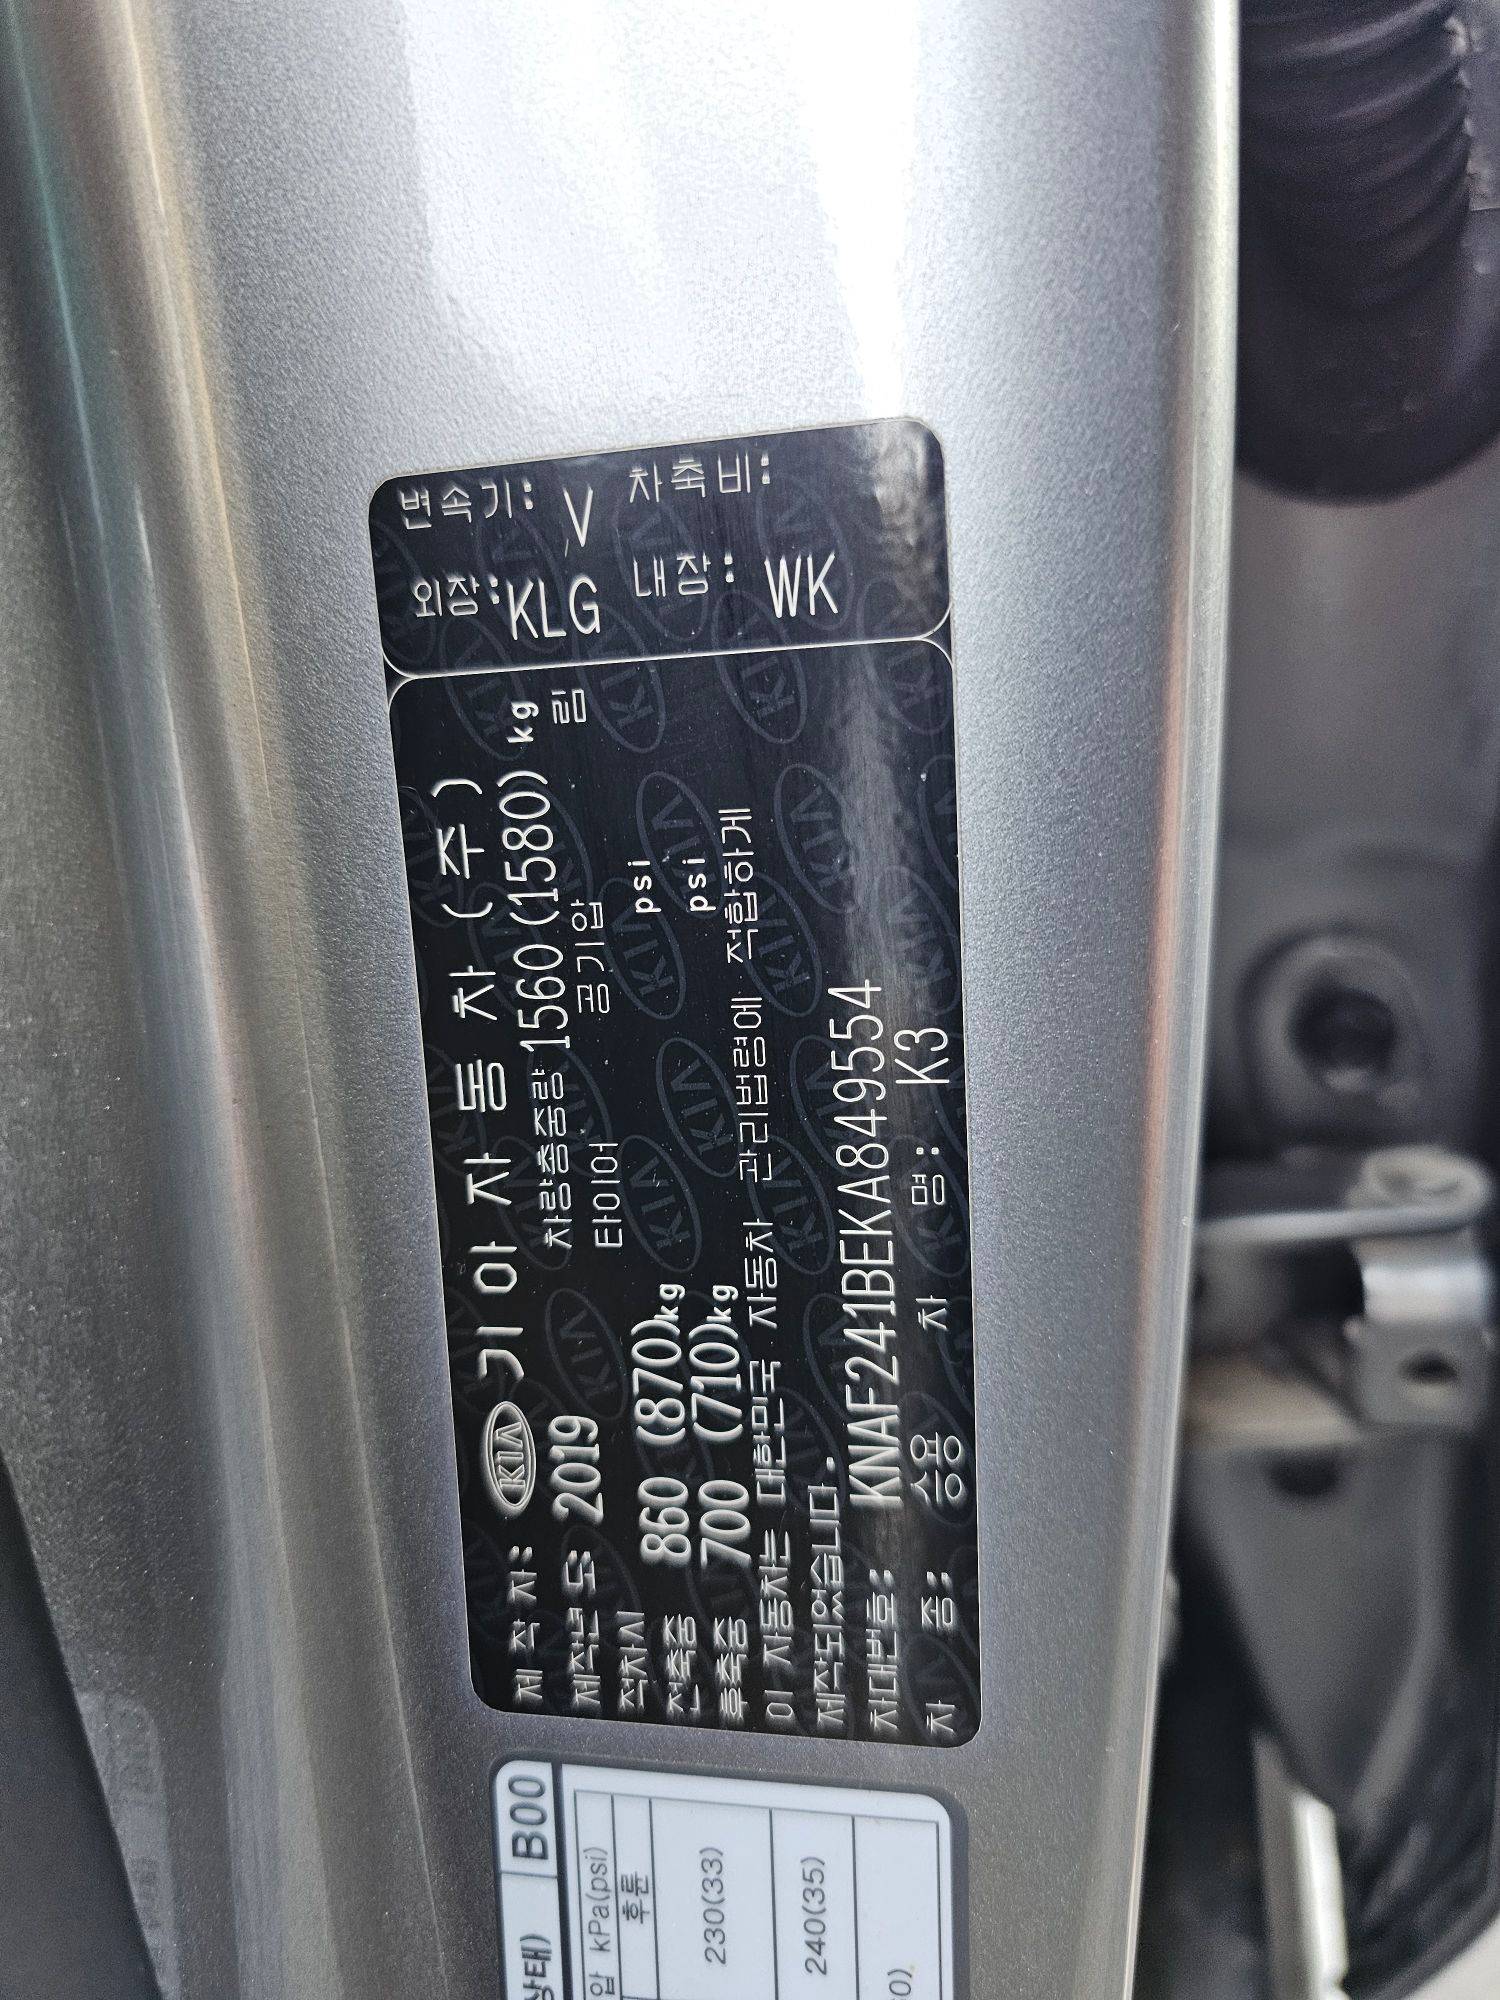 제 작 자: KIA 기 아 자 동 차 (주)
제작년 도: 2019 차량총중량 1560 (1580) kg
적차시 타이어 공기압 림
전축중 860 (870)kg psi
후축중 700 (710)kg psi
이 자동차는 대한민국 자동차 관리법령에 적합하게
제작되었습니다.
차대번호: KNAF241BEKA849554
차 종: 승용 차 명: K3
외장: KLG 변속기: V
내장: WK 차축비:
상태) B00
압 kPa(psi)
후륜
230(33)
240(35)